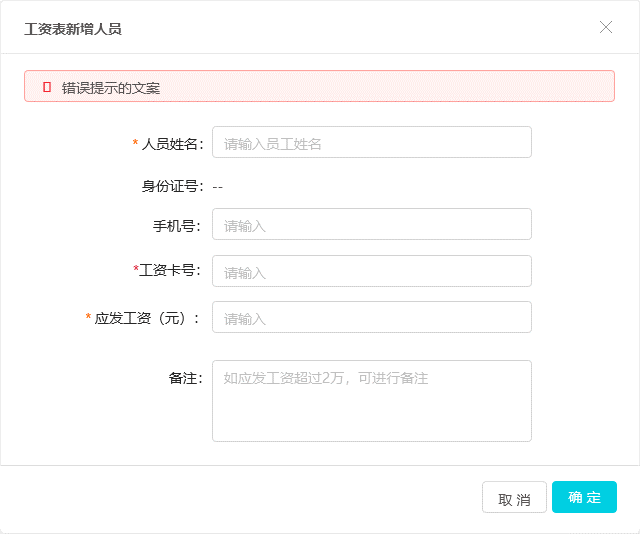 工资表新增人员
错误提示的文案
* 人员姓名： 请输入员工姓名
身份证号： --
手机号： 请输入
*工资卡号： 请输入
* 应发工资（元）： 请输入
备注： 如应发工资超过2万，可进行备注
取 消 确 定